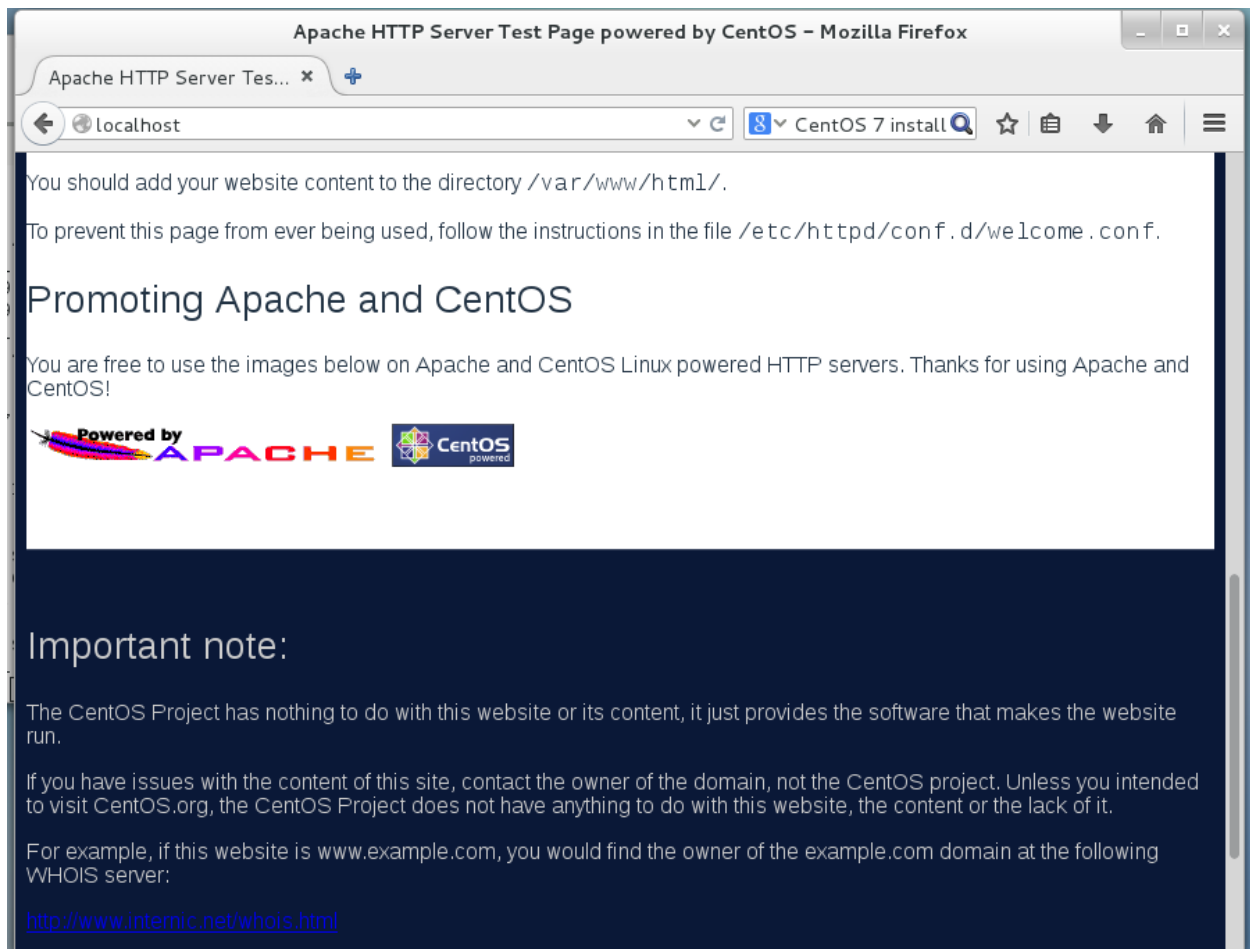 Apache HTTP Server Test Page powered by CentOS - Mozilla Firefox
Apache HTTP Server Tes...
localhost
CentOS 7 install
You should add your website content to the directory /var/www/html/.
To prevent this page from ever being used, follow the instructions in the file /etc/httpd/conf.d/welcome.conf.
Promoting Apache and CentOS
You are free to use the images below on Apache and CentOS Linux powered HTTP servers. Thanks for using Apache and
CentOS!
Powered by
APACHE
CentOS
powered
Important note:
The CentOS Project has nothing to do with this website or its content, it just provides the software that makes the website
run.
If you have issues with the content of this site, contact the owner of the domain, not the CentOS project. Unless you intended
to visit CentOS.org, the CentOS Project does not have anything to do with this website, the content or the lack of it.
For example, if this website is www.example.com, you would find the owner of the example.com domain at the following
WHOIS server:
http://www.internic.net/whois.html